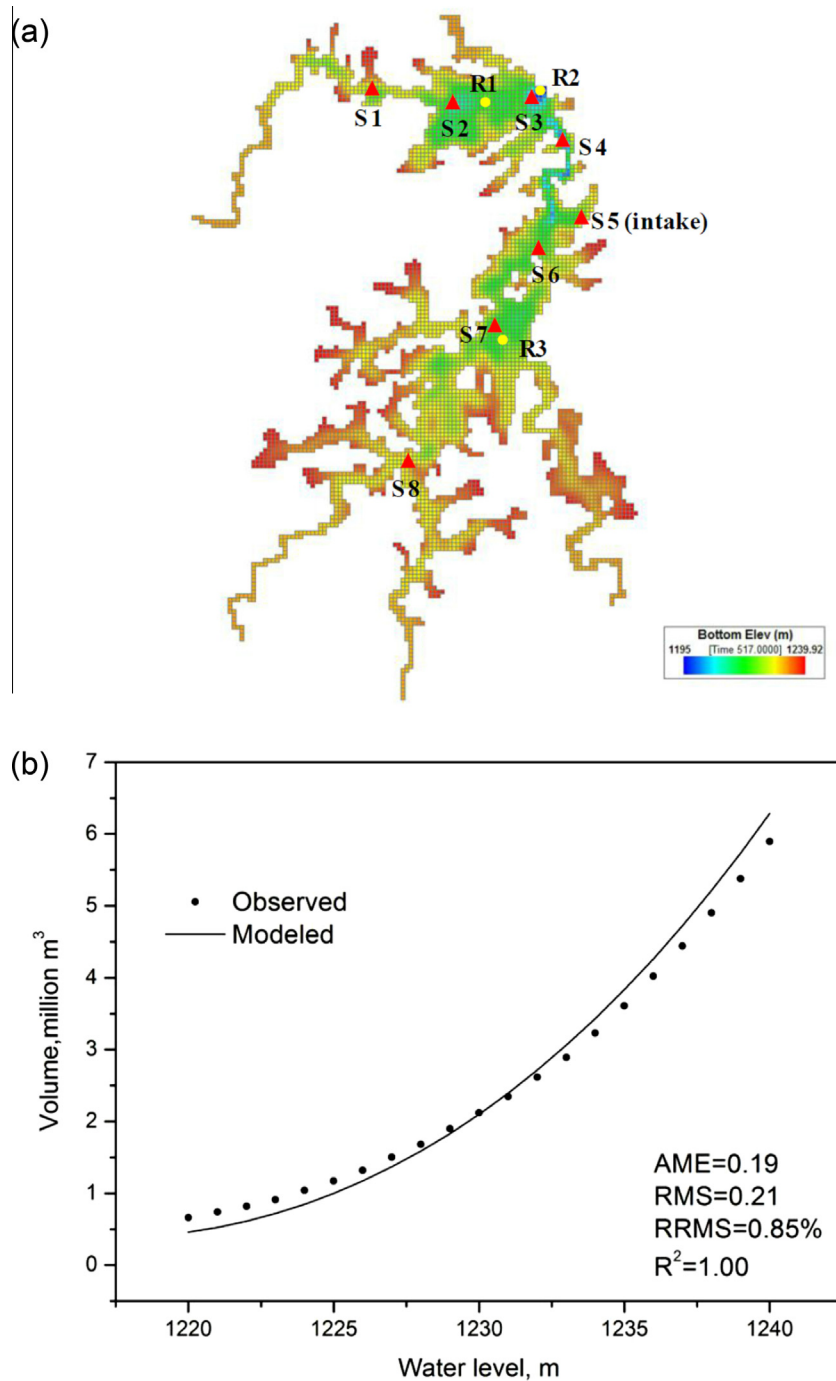 (a)
R1
R2
S1
S2
S3
S4
S5 (intake)
S6
S7
R3
S8
Bottom Elev (m)
1195 [Time 517.0000] 1239.92
(b)
7
6
5
4
3
2
1
0
Volume,million m³
Observed
Modeled
AME=0.19
RMS=0.21
RRMS=0.85%
R²=1.00
1220 1225 1230 1235 1240
Water level, m